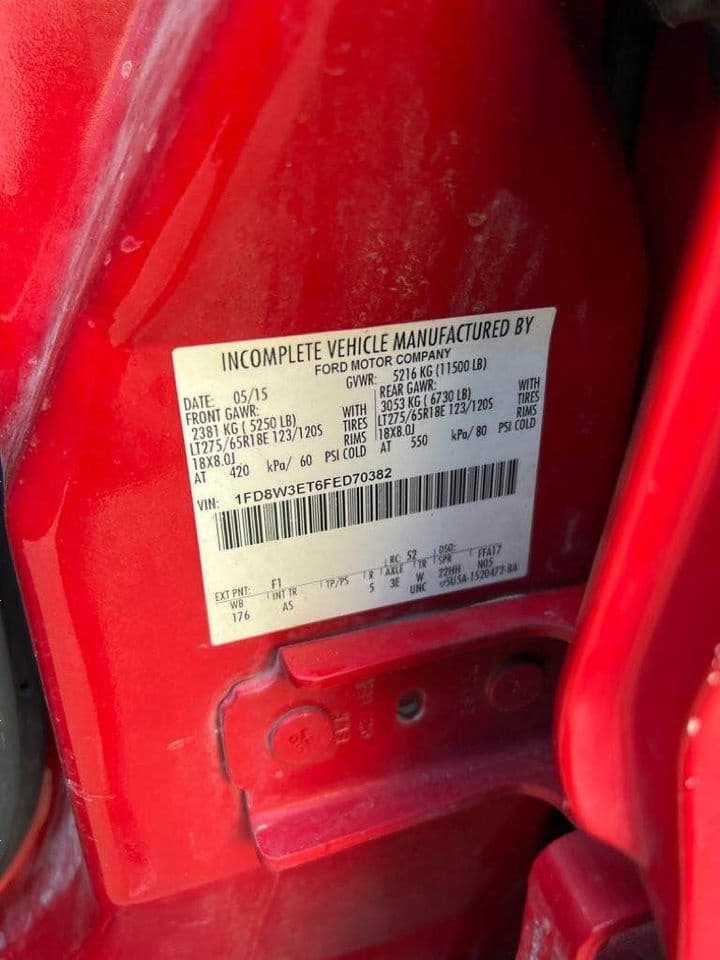 INCOMPLETE VEHICLE MANUFACTURED BY
FORD MOTOR COMPANY
DATE: 05/15 GVWR: 5216 KG (11500 LB)
FRONT GAWR: REAR GAWR:
2381 KG ( 5250 LB) WITH 3053 KG ( 6730 LB) WITH
LT275/65R18E 123/120S TIRES LT275/65R18E 123/120S TIRES
18X8.0J RIMS 18X8.0J RIMS
AT 420 kPa/ 60 PSI COLD AT 550 kPa/ 80 PSI COLD
VIN: 1FD8W3ET6FED70382
EXT PNT: F1 RC: 52 DSO: FFA17
WB INT TR TP/PS R AXLE TR SPR N05
176 AS 5 3E W 22HH
UNC